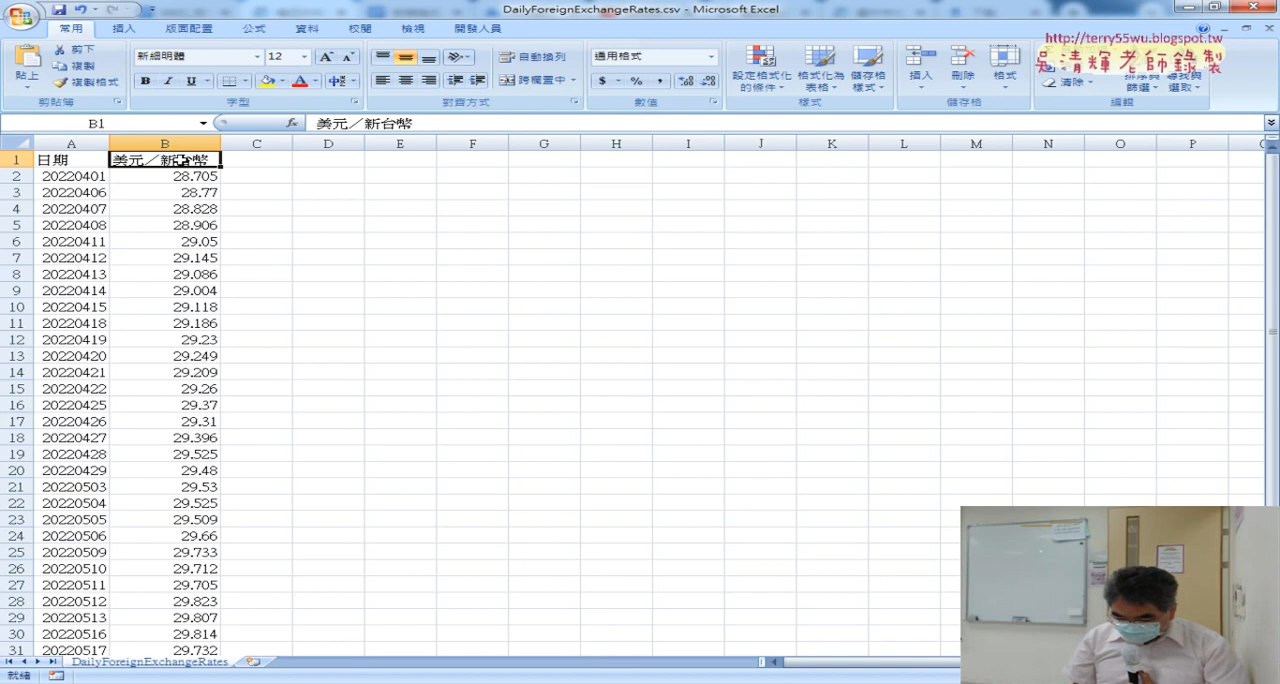 DailyForeignExchangeRates.csv - Microsoft Excel
常用 插入 版面配置 公式 資料 校閱 檢視 開發人員
http://terry55wu.blogspot.tw
吳清輝老師錄製
貼上 剪下 複製 複製格式 剪貼簿
新細明體 12 B I U 字型
自動換列 跨欄置中 對齊方式
通用格式 $ % , 數值
設定格式化的條件 格式化為表格 儲存格樣式 樣式
插入 刪除 格式 儲存格
清除 排序與篩選 尋找與選取 編輯
B1 fx 美元／新台幣
A B C D E F G H I J K L M N O P
1 日期 美元／新台幣
2 20220401 28.705
3 20220406 28.77
4 20220407 28.828
5 20220408 28.906
6 20220411 29.05
7 20220412 29.145
8 20220413 29.086
9 20220414 29.004
10 20220415 29.118
11 20220418 29.186
12 20220419 29.23
13 20220420 29.249
14 20220421 29.209
15 20220422 29.26
16 20220425 29.37
17 20220426 29.31
18 20220427 29.396
19 20220428 29.525
20 20220429 29.48
21 20220503 29.53
22 20220504 29.525
23 20220505 29.509
24 20220506 29.66
25 20220509 29.733
26 20220510 29.712
27 20220511 29.705
28 20220512 29.823
29 20220513 29.807
30 20220516 29.814
31 20220517 29.732
DailyForeignExchangeRates
就緒